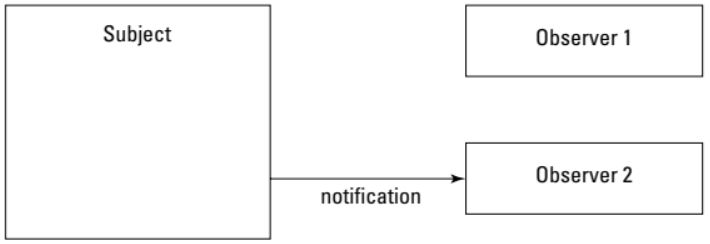 Subject
Observer 1
Observer 2
notification